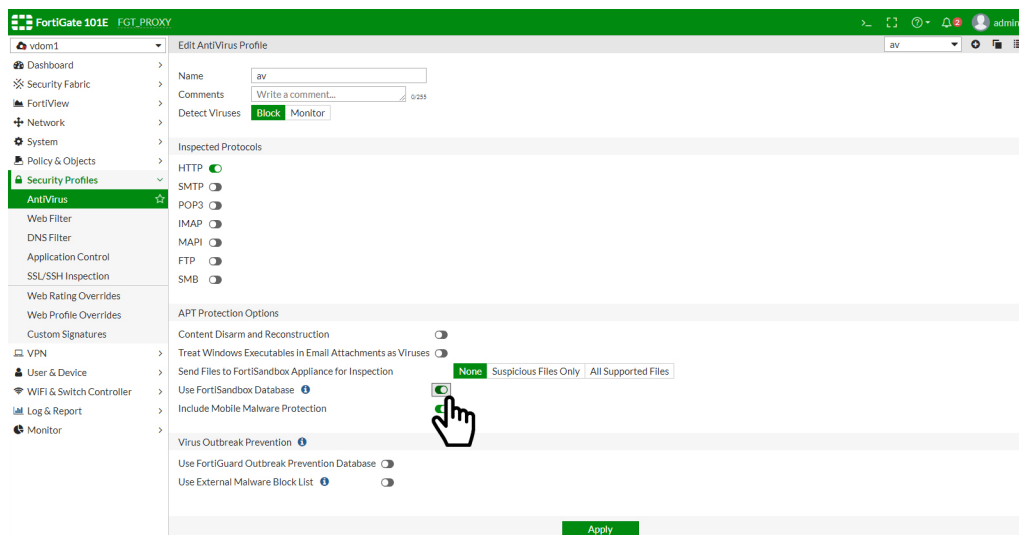 FortiGate 101E FGT_PROXY
>_ 2 admin
vdom1
Dashboard
Security Fabric
FortiView
Network
System
Policy & Objects
Security Profiles
AntiVirus
Web Filter
DNS Filter
Application Control
SSL/SSH Inspection
Web Rating Overrides
Web Profile Overrides
Custom Signatures
VPN
User & Device
WiFi & Switch Controller
Log & Report
Monitor
Edit AntiVirus Profile
av
Name av
Comments Write a comment... 0/255
Detect Viruses Block Monitor
Inspected Protocols
HTTP
SMTP
POP3
IMAP
MAPI
FTP
SMB
APT Protection Options
Content Disarm and Reconstruction
Treat Windows Executables in Email Attachments as Viruses
Send Files to FortiSandbox Appliance for Inspection None Suspicious Files Only All Supported Files
Use FortiSandbox Database
Include Mobile Malware Protection
Virus Outbreak Prevention
Use FortiGuard Outbreak Prevention Database
Use External Malware Block List
Apply